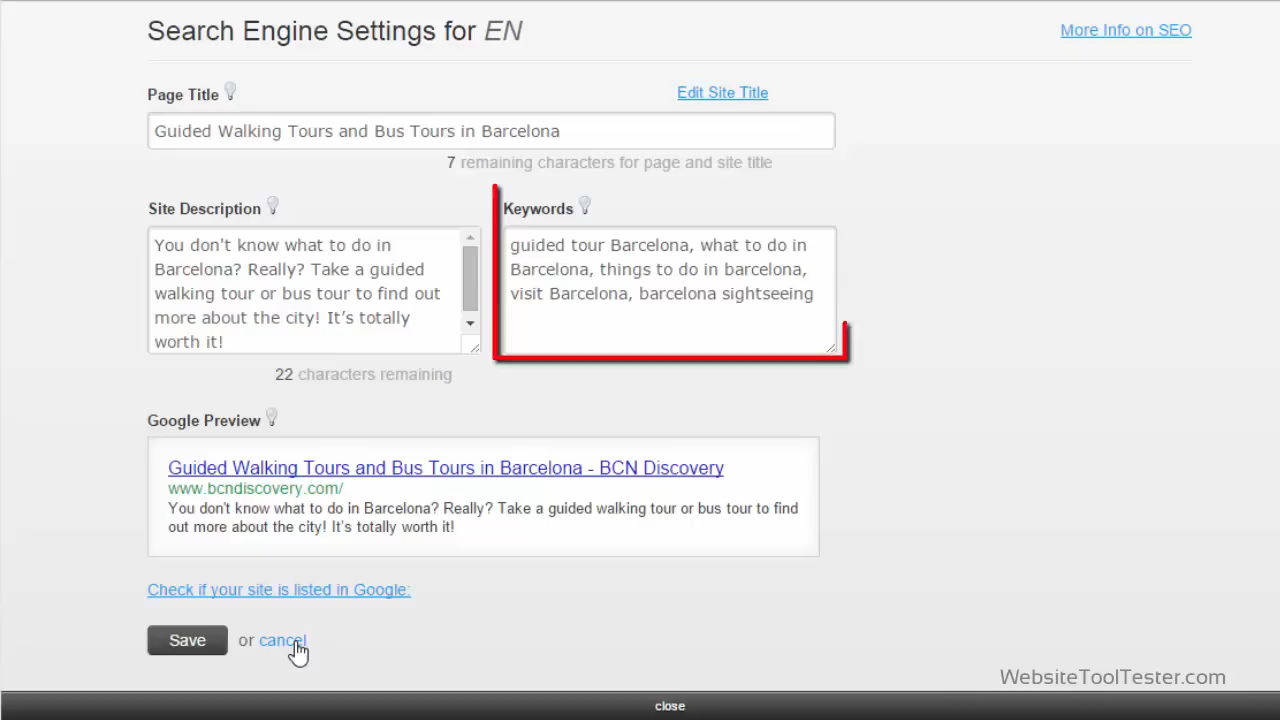 Search Engine Settings for EN
More Info on SEO
Page Title
Edit Site Title
Guided Walking Tours and Bus Tours in Barcelona
7 remaining characters for page and site title
Site Description
You don't know what to do in
Barcelona? Really? Take a guided
walking tour or bus tour to find out
more about the city! It’s totally
worth it!
22 characters remaining
Keywords
guided tour Barcelona, what to do in
Barcelona, things to do in barcelona,
visit Barcelona, barcelona sightseeing
Google Preview
Guided Walking Tours and Bus Tours in Barcelona - BCN Discovery
www.bcndiscovery.com/
You don't know what to do in Barcelona? Really? Take a guided walking tour or bus tour to find
out more about the city! It’s totally worth it!
Check if your site is listed in Google:
Save or cancel
WebsiteToolTester.com
close